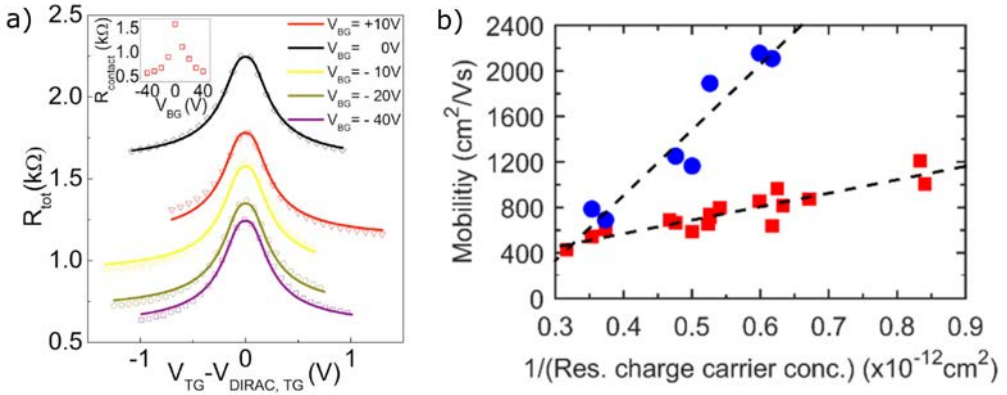 a)
R_contact (kΩ)
1.5
1.0
0.5
-40 0 40
V_BG (V)
V_BG = +10V
V_BG = 0V
V_BG = - 10V
V_BG = - 20V
V_BG = - 40V
R_tot(kΩ)
2.5
2.0
1.5
1.0
0.5
-1 0 1
V_TG-V_DIRAC, TG (V)
b)
Mobilitiy (cm²/Vs)
2400
2000
1600
1200
800
400
0
0.3 0.4 0.5 0.6 0.7 0.8 0.9
1/(Res. charge carrier conc.) (x10⁻¹²cm²)